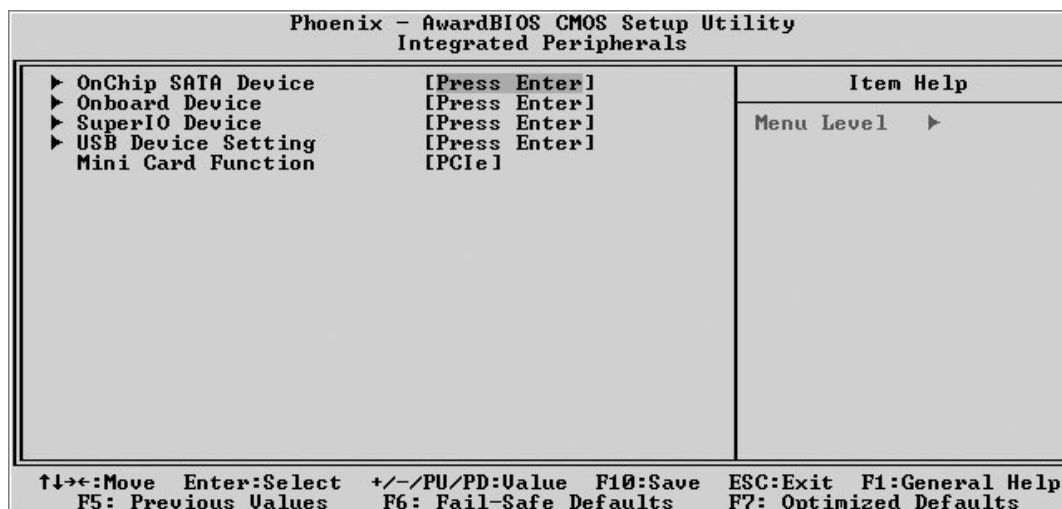 Phoenix - AwardBIOS CMOS Setup Utility
Integrated Peripherals
▶ OnChip SATA Device [Press Enter]
▶ Onboard Device [Press Enter]
▶ SuperIO Device [Press Enter]
▶ USB Device Setting [Press Enter]
Mini Card Function [PCIe]
Item Help
Menu Level ▶
↑↓→←:Move Enter:Select +/-/PU/PD:Value F10:Save ESC:Exit F1:General Help
F5: Previous Values F6: Fail-Safe Defaults F7: Optimized Defaults